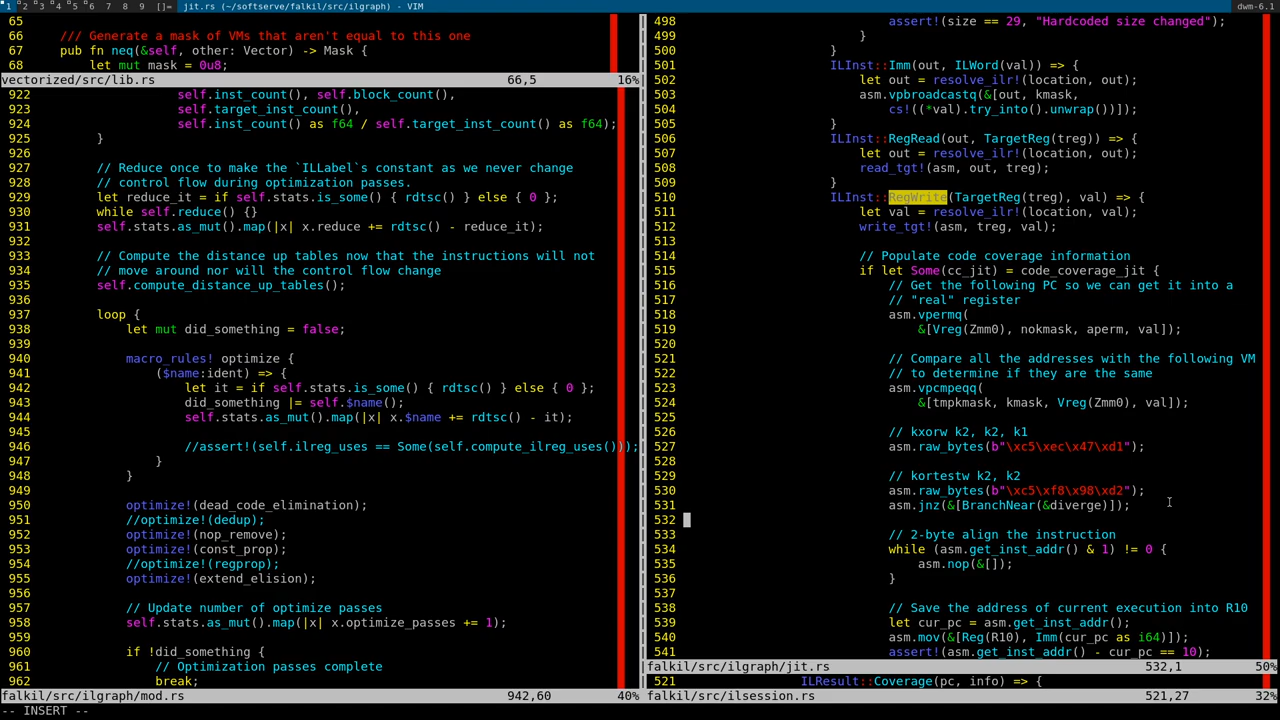 1 2 3 4 5 6 7 8 9 []= jit.rs (~/softserve/falkil/src/ilgraph) - VIM
dwm-6.1
65
66 /// Generate a mask of VMs that aren't equal to this one
67 pub fn neq(&self, other: Vector) -> Mask {
68 let mut mask = 0u8;
vectorized/src/lib.rs 66,5 16%
922 self.inst_count(), self.block_count(),
923 self.target_inst_count(),
924 self.inst_count() as f64 / self.target_inst_count() as f64);
925 }
926
927 // Reduce once to make the `ILLabel`s constant as we never change
928 // control flow during optimization passes.
929 let reduce_it = if self.stats.is_some() { rdtsc() } else { 0 };
930 while self.reduce() {}
931 self.stats.as_mut().map(|x| x.reduce += rdtsc() - reduce_it);
932
933 // Compute the distance up tables now that the instructions will not
934 // move around nor will the control flow change
935 self.compute_distance_up_tables();
936
937 loop {
938 let mut did_something = false;
939
940 macro_rules! optimize {
941 ($name:ident) => {
942 let it = if self.stats.is_some() { rdtsc() } else { 0 };
943 did_something |= self.$name();
944 self.stats.as_mut().map(|x| x.$name += rdtsc() - it);
945
946 //assert!(self.ilreg_uses == Some(self.compute_ilreg_uses()));
947 }
948 }
949
950 optimize!(dead_code_elimination);
951 //optimize!(dedup);
952 optimize!(nop_remove);
953 optimize!(const_prop);
954 //optimize!(regprop);
955 optimize!(extend_elision);
956
957 // Update number of optimize passes
958 self.stats.as_mut().map(|x| x.optimize_passes += 1);
959
960 if !did_something {
961 // Optimization passes complete
962 break;
falkil/src/ilgraph/mod.rs 942,60 40%
498 assert!(size == 29, "Hardcoded size changed");
499 }
500 }
501 ILInst::Imm(out, ILWord(val)) => {
502 let out = resolve_ilr!(location, out);
503 asm.vpbroadcastq(&[out, kmask,
504 cs!((*val).try_into().unwrap())]);
505 }
506 ILInst::RegRead(out, TargetReg(treg)) => {
507 let out = resolve_ilr!(location, out);
508 read_tgt!(asm, out, treg);
509 }
510 ILInst::RegWrite(TargetReg(treg), val) => {
511 let val = resolve_ilr!(location, val);
512 write_tgt!(asm, treg, val);
513
514 // Populate code coverage information
515 if let Some(cc_jit) = code_coverage_jit {
516 // Get the following PC so we can get it into a
517 // "real" register
518 asm.vpermq(
519 &[Vreg(Zmm0), nokmask, aperm, val]);
520
521 // Compare all the addresses with the following VM
522 // to determine if they are the same
523 asm.vpcmpeqq(
524 &[tmpkmask, kmask, Vreg(Zmm0), val]);
525
526 // kxorw k2, k2, k1
527 asm.raw_bytes(b"\xc5\xec\x47\xd1");
528
529 // kortestw k2, k2
530 asm.raw_bytes(b"\xc5\xf8\x98\xd2");
531 asm.jnz(&[BranchNear(&diverge)]);
532
533 // 2-byte align the instruction
534 while (asm.get_inst_addr() & 1) != 0 {
535 asm.nop(&[]);
536 }
537
538 // Save the address of current execution into R10
539 let cur_pc = asm.get_inst_addr();
540 asm.mov(&[Reg(R10), Imm(cur_pc as i64)]);
541 assert!(asm.get_inst_addr() - cur_pc == 10);
falkil/src/ilgraph/jit.rs 532,1 50%
521 ILResult::Coverage(pc, info) => {
falkil/src/ilsession.rs 521,27 32%
-- INSERT --